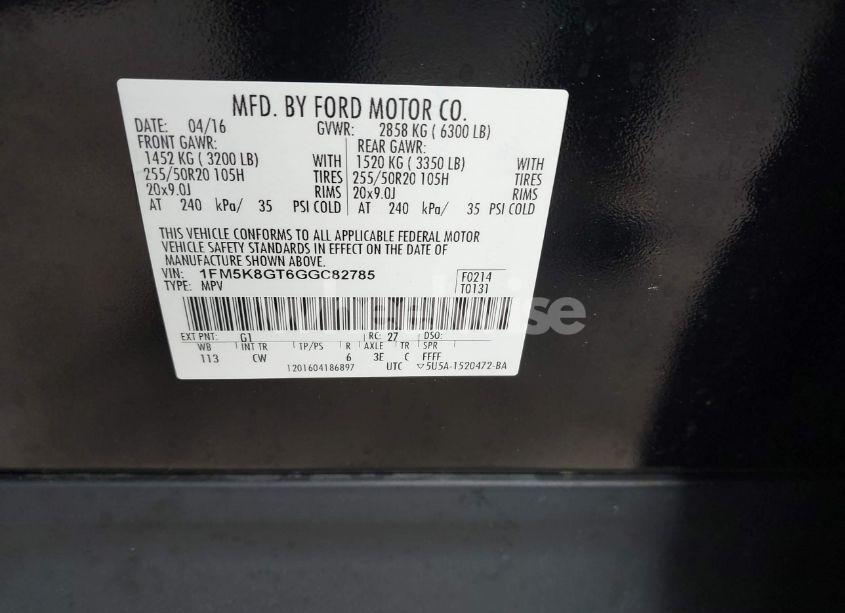 MFD. BY FORD MOTOR CO.
DATE: 04/16 GVWR: 2858 KG ( 6300 LB)
FRONT GAWR: REAR GAWR:
1452 KG ( 3200 LB) WITH 1520 KG ( 3350 LB) WITH
255/50R20 105H TIRES 255/50R20 105H TIRES
20x9.0J RIMS 20x9.0J RIMS
AT 240 kPa/ 35 PSI COLD AT 240 kPa/ 35 PSI COLD
THIS VEHICLE CONFORMS TO ALL APPLICABLE FEDERAL MOTOR
VEHICLE SAFETY STANDARDS IN EFFECT ON THE DATE OF
MANUFACTURE SHOWN ABOVE.
VIN: 1FM5K8GT6GGC82785 F0214
TYPE: MPV T0131
EXT PNT: G1 RC: 27 DSO:
WB INT TR TP/PS R AXLE TR SPR
113 CW 6 3E C FFFF
1201604186897 UTC ▽5U5A-1520472-BA